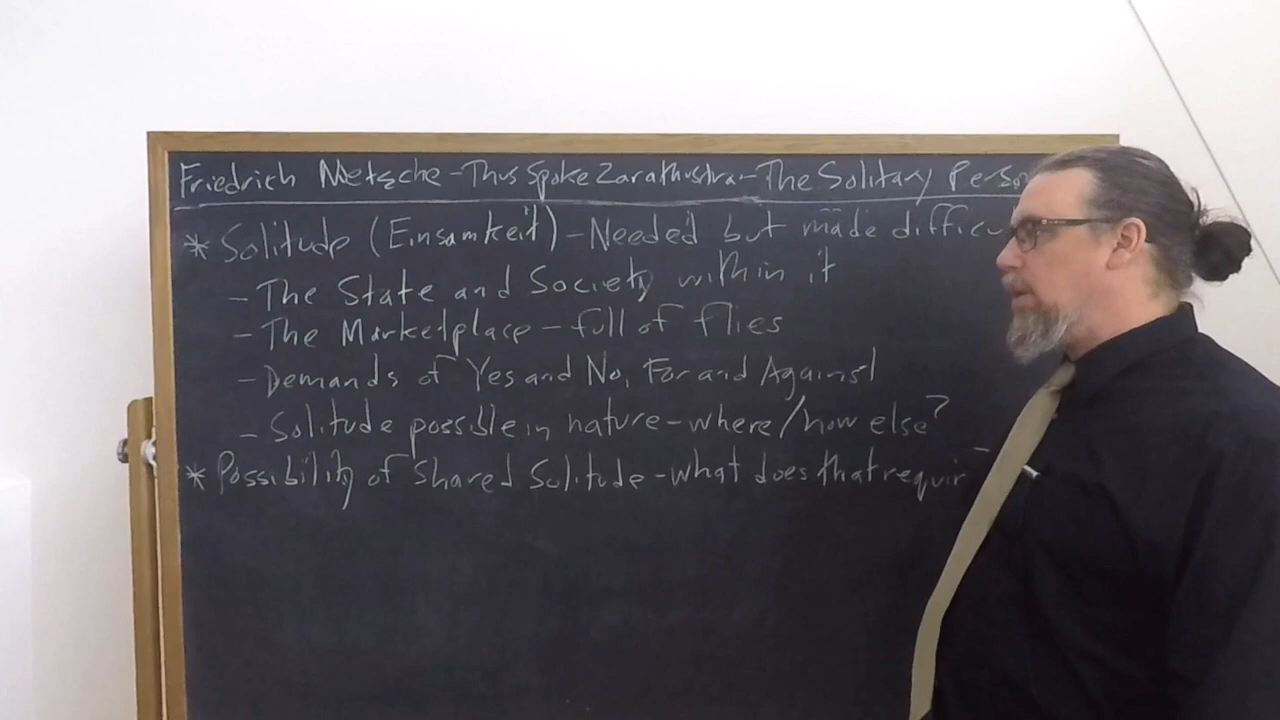 Friedrich Nietzsche - Thus Spoke Zarathustra - The Solitary Person
* Solitude (Einsamkeit) - Needed but made difficu
- The State and Society within it
- The Marketplace - full of flies
- Demands of Yes and No, For and Against
- Solitude possible in nature - where/how else?
* Possibility of Shared Solitude - what does that requir